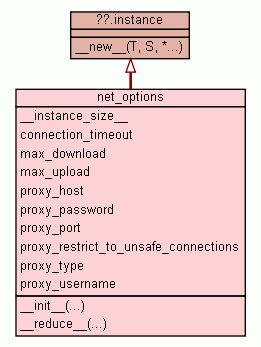 ??.instance
__new__(T, S, *...)
net_options
__instance_size__
connection_timeout
max_download
max_upload
proxy_host
proxy_password
proxy_port
proxy_restrict_to_unsafe_connections
proxy_type
proxy_username
__init__(...)
__reduce__(...)